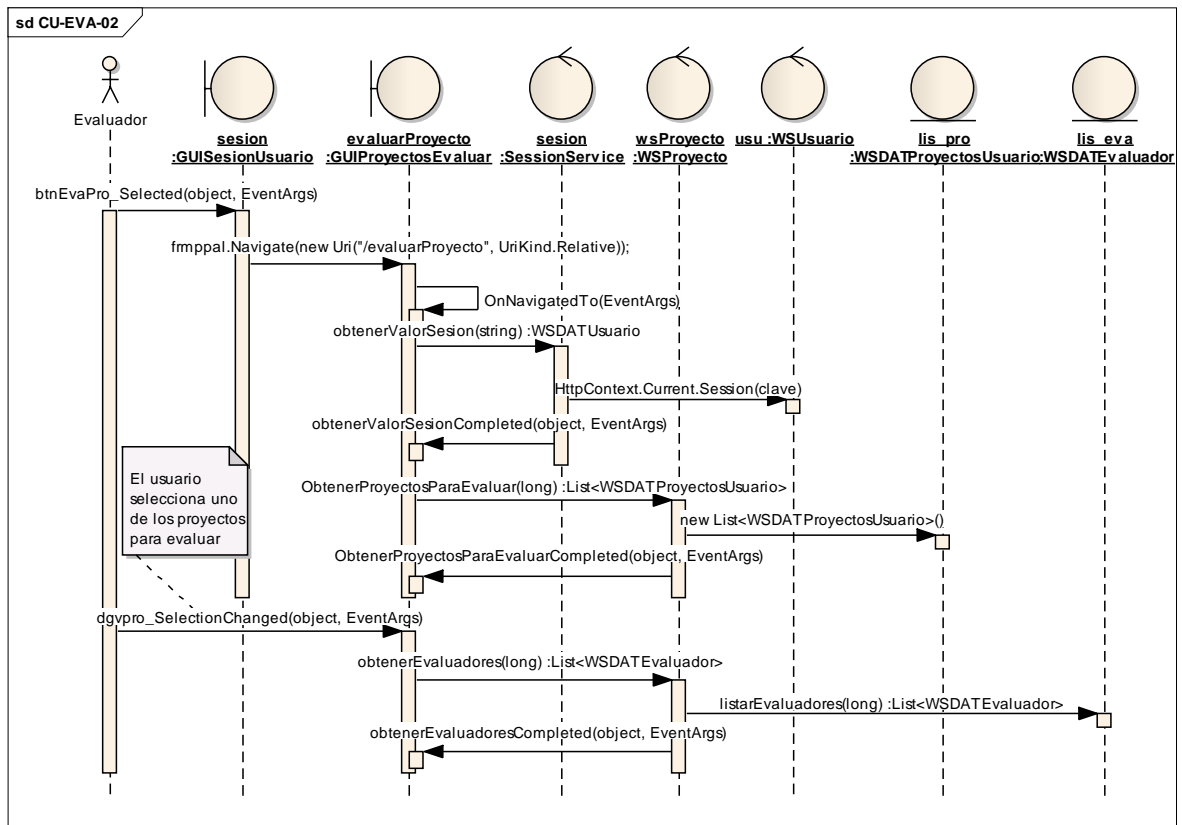 sd CU-EVA-02
Evaluador
sesion
:GUISesionUsuario
evaluarProyecto
:GUIProyectosEvaluar
sesion
:SessionService
wsProyecto
:WSProyecto
usu :WSUsuario
lis_pro
:WSDATProyectosUsuario
lis_eva
:WSDATEvaluador
btnEvaPro_Selected(object, EventArgs)
frmppal.Navigate(new Uri("/evaluarProyecto", UriKind.Relative));
OnNavigatedTo(EventArgs)
obtenerValorSesion(string) :WSDATUsuario
HttpContext.Current.Session(clave)
obtenerValorSesionCompleted(object, EventArgs)
El usuario
selecciona uno
de los proyectos
para evaluar
ObtenerProyectosParaEvaluar(long) :List<WSDATProyectosUsuario>
new List<WSDATProyectosUsuario>()
ObtenerProyectosParaEvaluarCompleted(object, EventArgs)
dgvpro_SelectionChanged(object, EventArgs)
obtenerEvaluadores(long) :List<WSDATEvaluador>
listarEvaluadores(long) :List<WSDATEvaluador>
obtenerEvaluadoresCompleted(object, EventArgs)